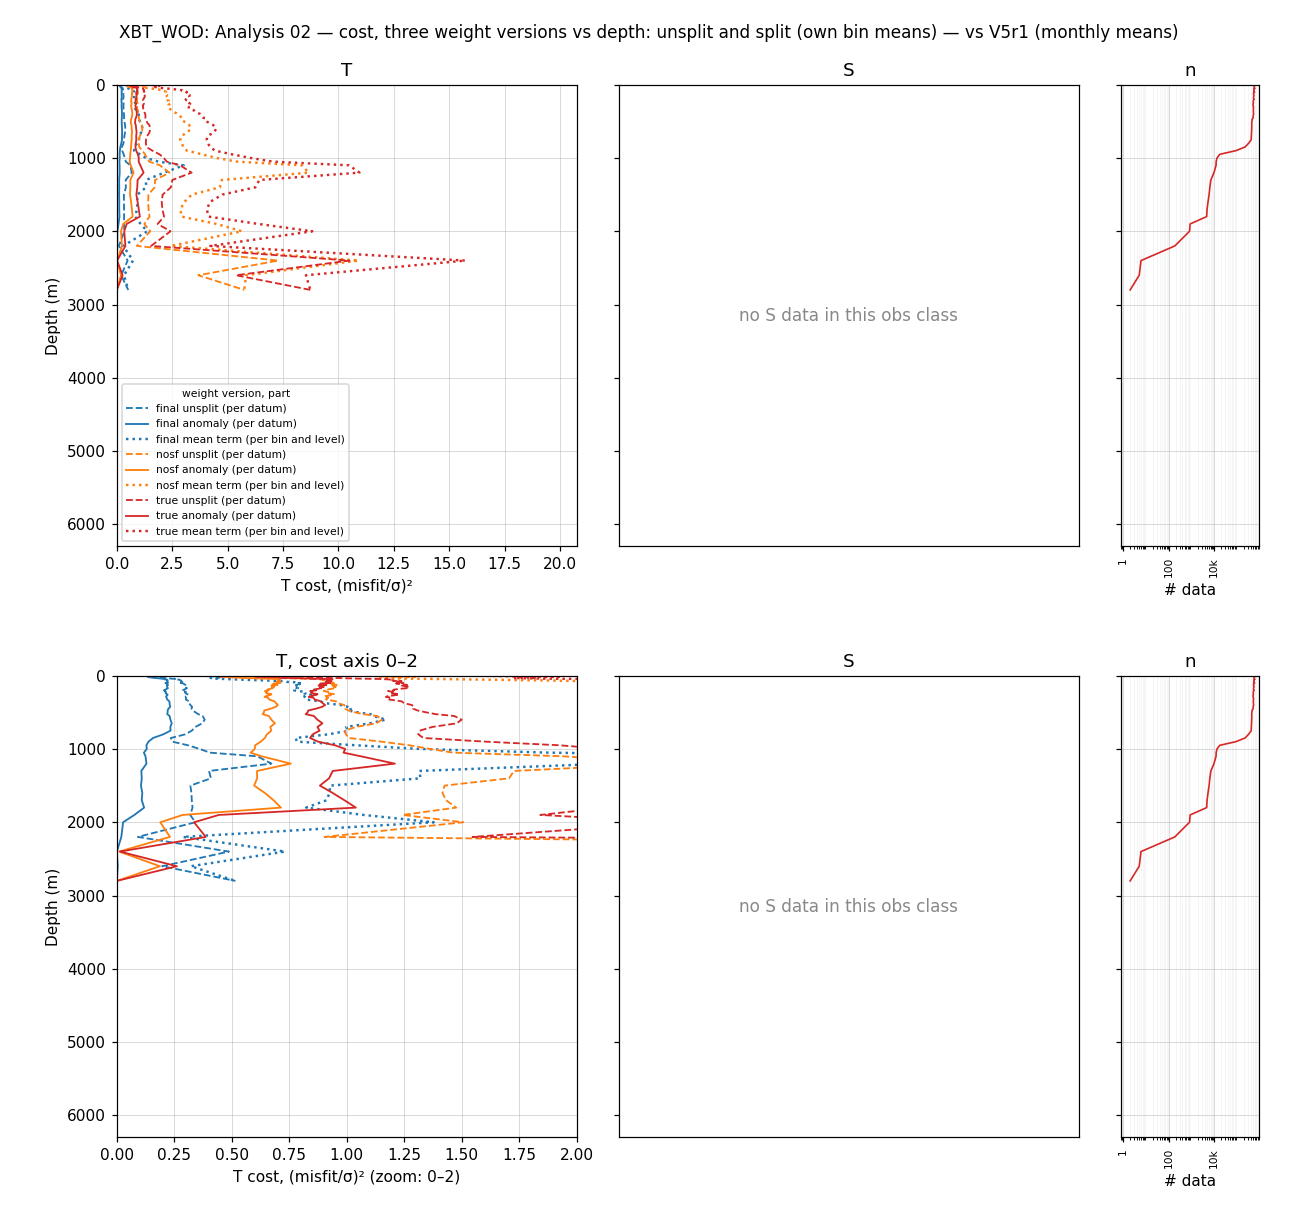 XBT_WOD: Analysis 02 — cost, three weight versions vs depth: unsplit and split (own bin means) — vs V5r1 (monthly means)
T
S
n
0
1000
2000
3000
4000
5000
6000
Depth (m)
weight version, part
final unsplit (per datum)
final anomaly (per datum)
final mean term (per bin and level)
nosf unsplit (per datum)
nosf anomaly (per datum)
nosf mean term (per bin and level)
true unsplit (per datum)
true anomaly (per datum)
true mean term (per bin and level)
0.0 2.5 5.0 7.5 10.0 12.5 15.0 17.5 20.0
T cost, (misfit/σ)²
no S data in this obs class
1 100 10k
# data
T, cost axis 0–2
S
n
0
1000
2000
3000
4000
5000
6000
Depth (m)
0.00 0.25 0.50 0.75 1.00 1.25 1.50 1.75 2.00
T cost, (misfit/σ)² (zoom: 0–2)
no S data in this obs class
1 100 10k
# data